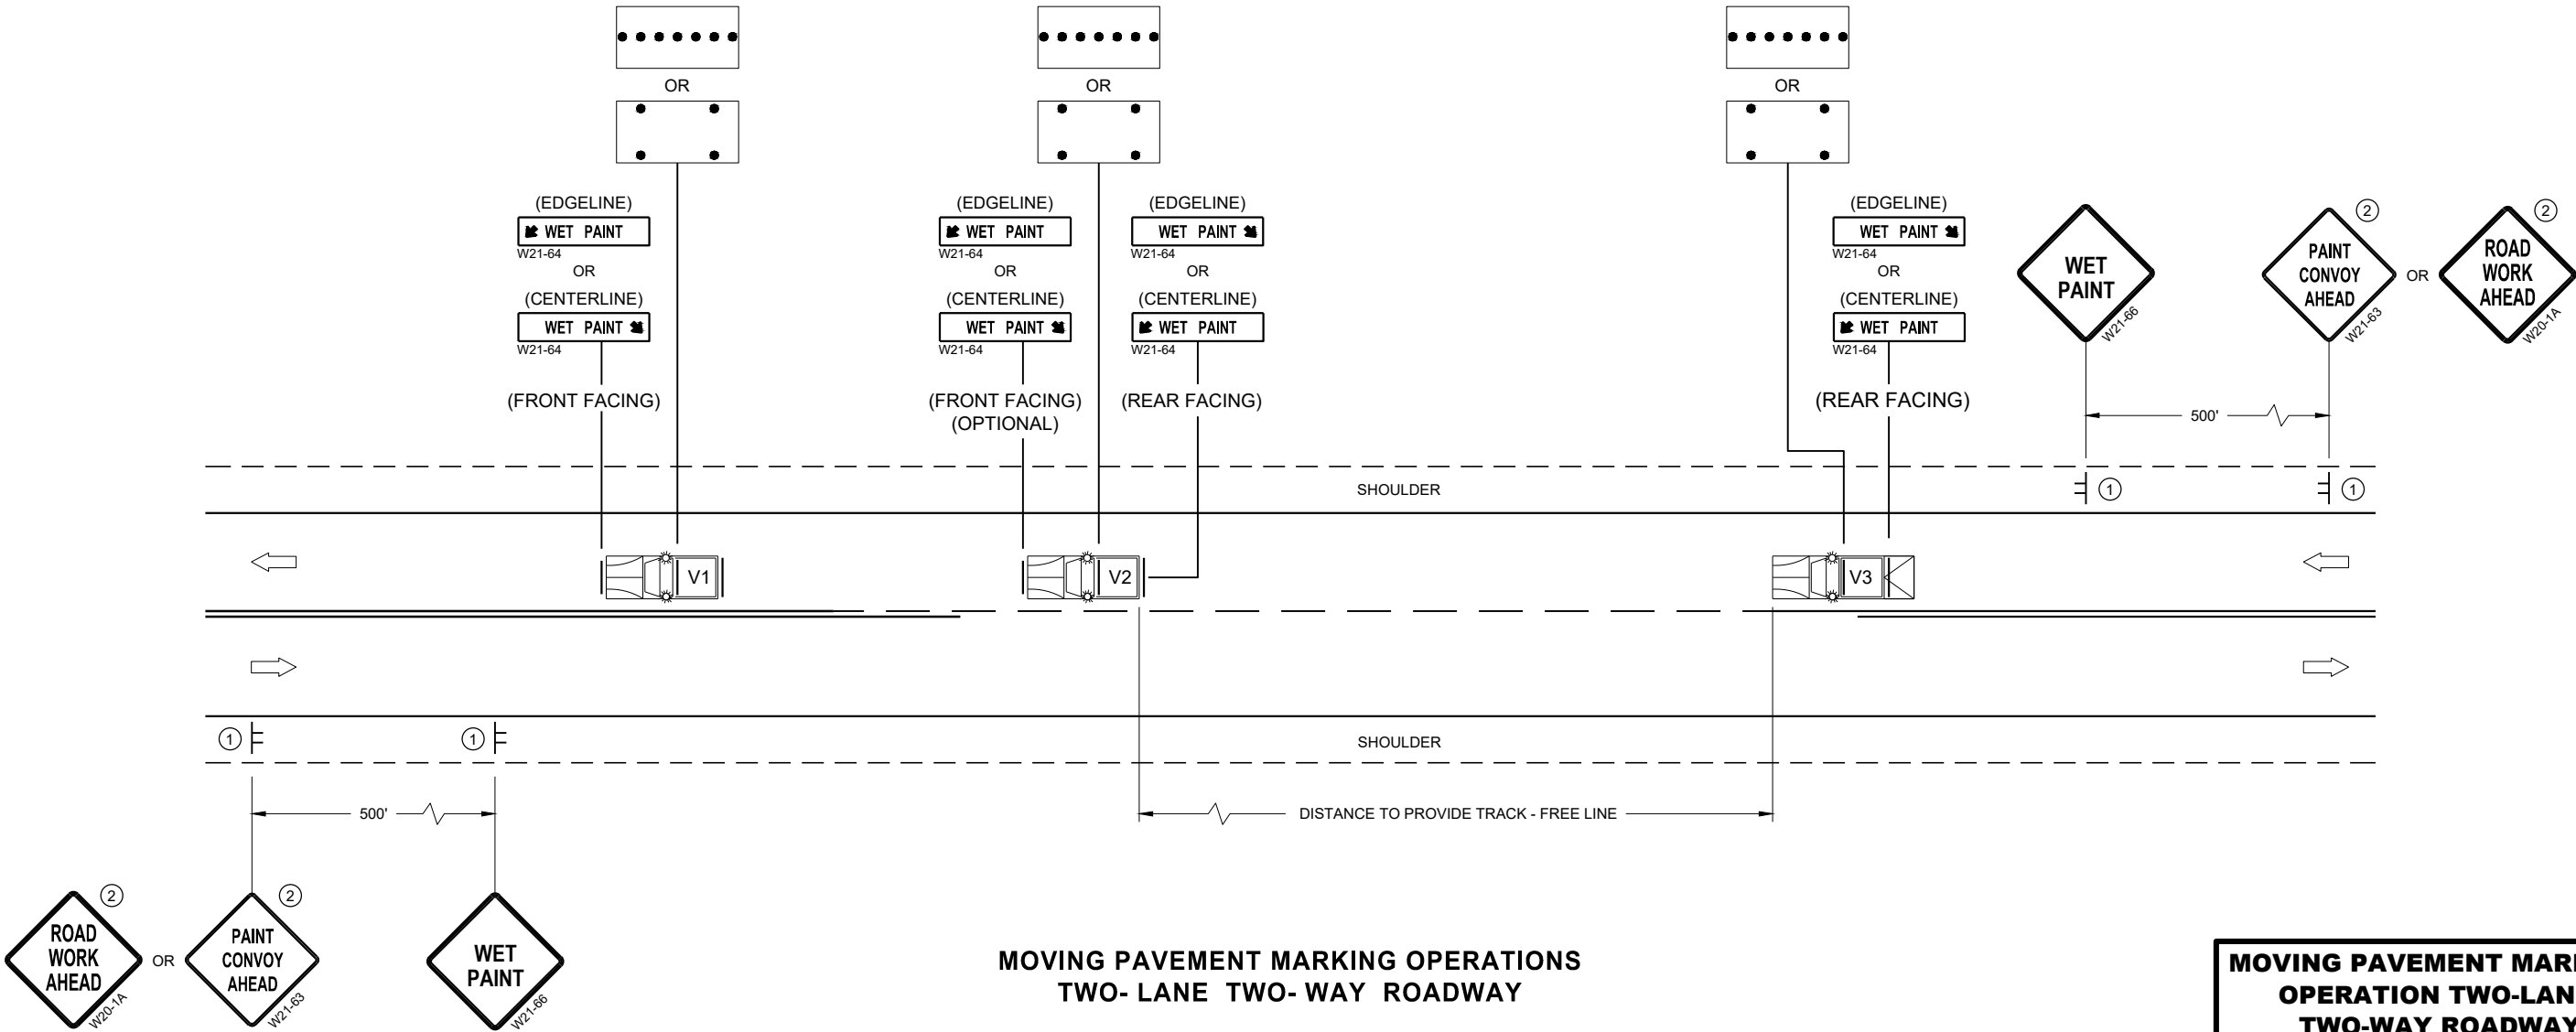 OR
OR
OR
(EDGELINE)
WET PAINT
W21-64
OR
(CENTERLINE)
WET PAINT
W21-64
(FRONT FACING)
(EDGELINE)
WET PAINT
W21-64
OR
(CENTERLINE)
WET PAINT
W21-64
(FRONT FACING)
(OPTIONAL)
(EDGELINE)
WET PAINT
W21-64
OR
(CENTERLINE)
WET PAINT
W21-64
(REAR FACING)
(EDGELINE)
WET PAINT
W21-64
OR
(CENTERLINE)
WET PAINT
W21-64
(REAR FACING)
WET
PAINT
W21-66
2
PAINT
CONVOY
AHEAD
W21-63
OR
2
ROAD
WORK
AHEAD
W20-1A
500'
SHOULDER
1
1
V1
V2
V3
1
1
SHOULDER
500'
DISTANCE TO PROVIDE TRACK - FREE LINE
2
ROAD
WORK
AHEAD
W20-1A
OR
2
PAINT
CONVOY
AHEAD
W21-63
WET
PAINT
W21-66
MOVING PAVEMENT MARKING OPERATIONS
TWO- LANE TWO- WAY ROADWAY
MOVING PAVEMENT
OPERATION
TWO-WAY ROADWAY